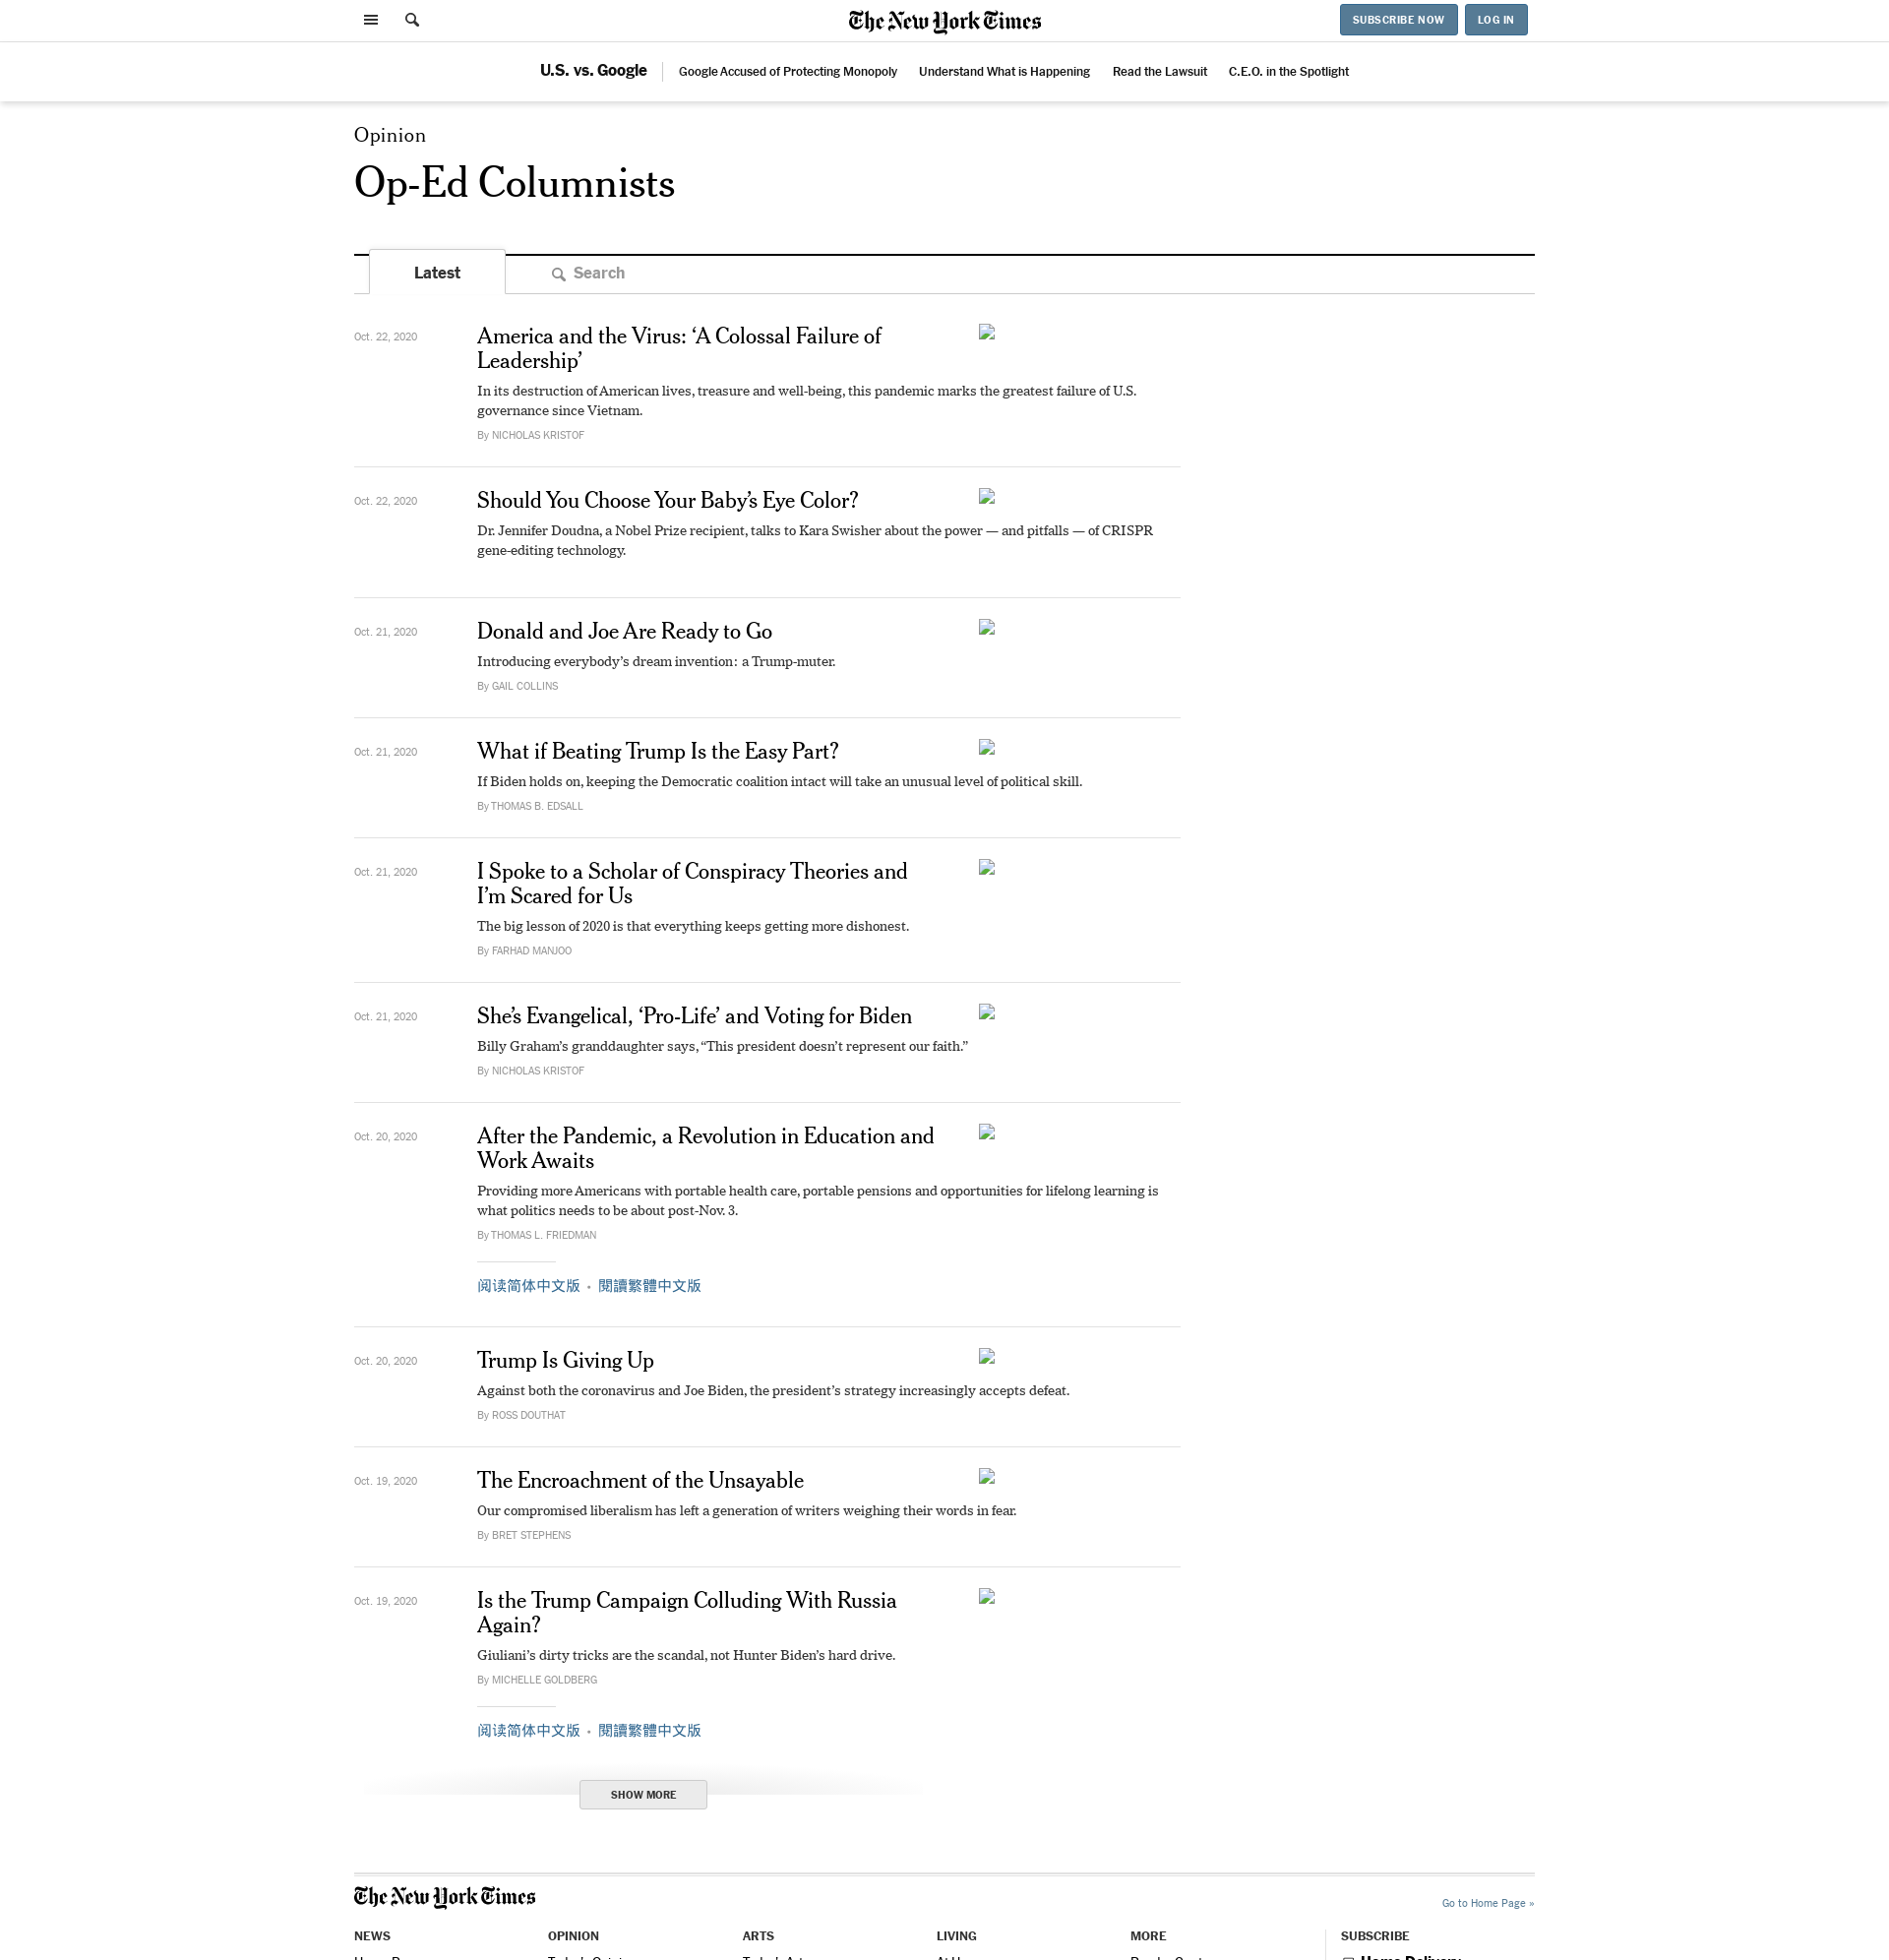 The New York Times
SUBSCRIBE NOW
LOG IN
U.S. vs. Google
Google Accused of Protecting Monopoly
Understand What is Happening
Read the Lawsuit
C.E.O. in the Spotlight
Opinion
Op-Ed Columnists
Latest
Search
Oct. 22, 2020
America and the Virus: ‘A Colossal Failure of
Leadership’
In its destruction of American lives, treasure and well-being, this pandemic marks the greatest failure of U.S.
governance since Vietnam.
By NICHOLAS KRISTOF
Oct. 22, 2020
Should You Choose Your Baby’s Eye Color?
Dr. Jennifer Doudna, a Nobel Prize recipient, talks to Kara Swisher about the power — and pitfalls — of CRISPR
gene-editing technology.
Oct. 21, 2020
Donald and Joe Are Ready to Go
Introducing everybody’s dream invention: a Trump-muter.
By GAIL COLLINS
Oct. 21, 2020
What if Beating Trump Is the Easy Part?
If Biden holds on, keeping the Democratic coalition intact will take an unusual level of political skill.
By THOMAS B. EDSALL
Oct. 21, 2020
I Spoke to a Scholar of Conspiracy Theories and
I’m Scared for Us
The big lesson of 2020 is that everything keeps getting more dishonest.
By FARHAD MANJOO
Oct. 21, 2020
She’s Evangelical, ‘Pro-Life’ and Voting for Biden
Billy Graham’s granddaughter says, “This president doesn’t represent our faith.”
By NICHOLAS KRISTOF
Oct. 20, 2020
After the Pandemic, a Revolution in Education and
Work Awaits
Providing more Americans with portable health care, portable pensions and opportunities for lifelong learning is
what politics needs to be about post-Nov. 3.
By THOMAS L. FRIEDMAN
阅读简体中文版 • 閱讀繁體中文版
Oct. 20, 2020
Trump Is Giving Up
Against both the coronavirus and Joe Biden, the president’s strategy increasingly accepts defeat.
By ROSS DOUTHAT
Oct. 19, 2020
The Encroachment of the Unsayable
Our compromised liberalism has left a generation of writers weighing their words in fear.
By BRET STEPHENS
Oct. 19, 2020
Is the Trump Campaign Colluding With Russia
Again?
Giuliani’s dirty tricks are the scandal, not Hunter Biden’s hard drive.
By MICHELLE GOLDBERG
阅读简体中文版 • 閱讀繁體中文版
SHOW MORE
The New York Times
Go to Home Page »
NEWS
OPINION
ARTS
LIVING
MORE
SUBSCRIBE